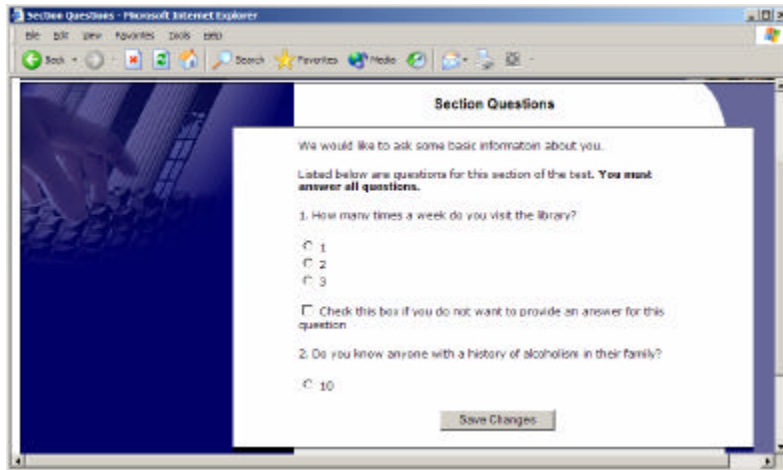 Section Questions - Microsoft Internet Explorer
File Edit View Favorites Tools Help
Back Search Favorites Media
Section Questions
We would like to ask some basic informatoin about you.
Listed below are questions for this section of the test. You must
answer all questions.
1. How many times a week do you visit the library?
1
2
3
Check this box if you do not want to provide an answer for this
question
2. Do you know anyone with a history of alcoholism in their family?
10
Save Changes